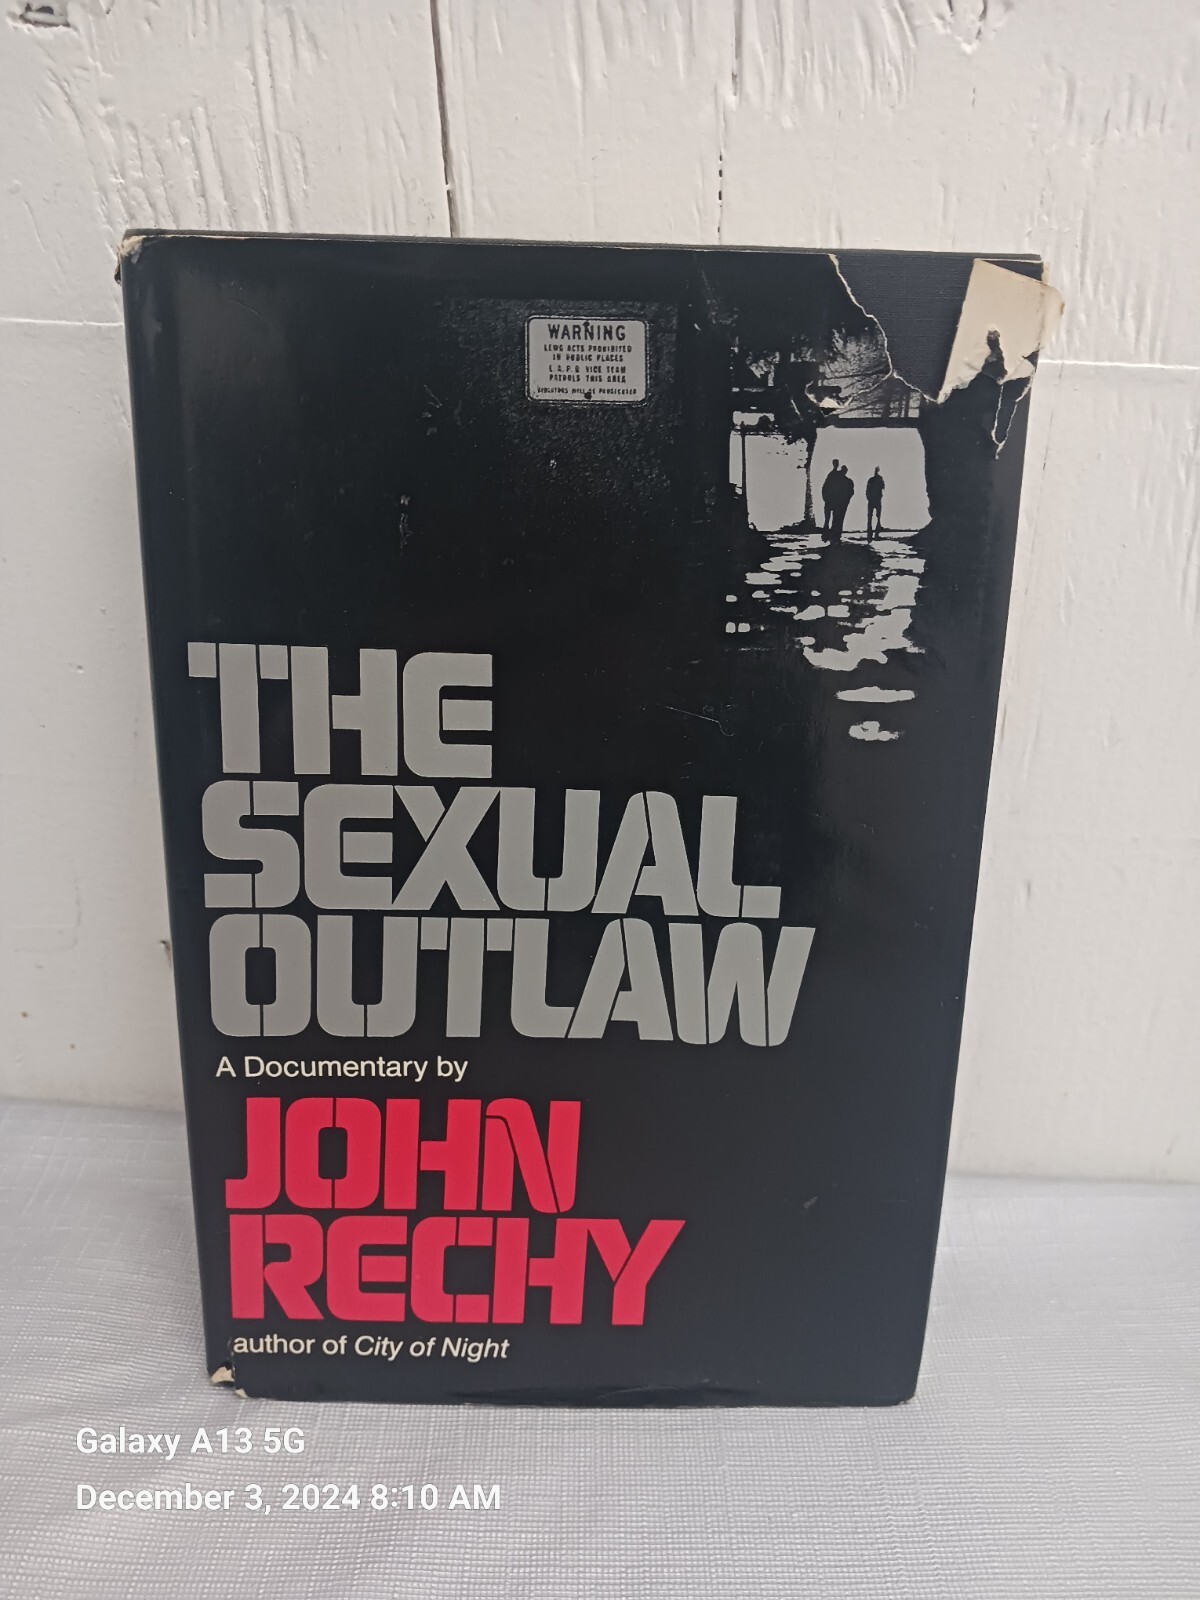 WARNING
LEWD ACTS PROHIBITED
IN PUBLIC PLACES
L.A.P.D. VICE TEAM
PATROLS THIS AREA
VIOLATORS WILL BE PROSECUTED
THE
SEXUAL
OUTLAW
A Documentary by
JOHN
RECHY
author of City of Night
Galaxy A13 5G
December 3, 2024 8:10 AM